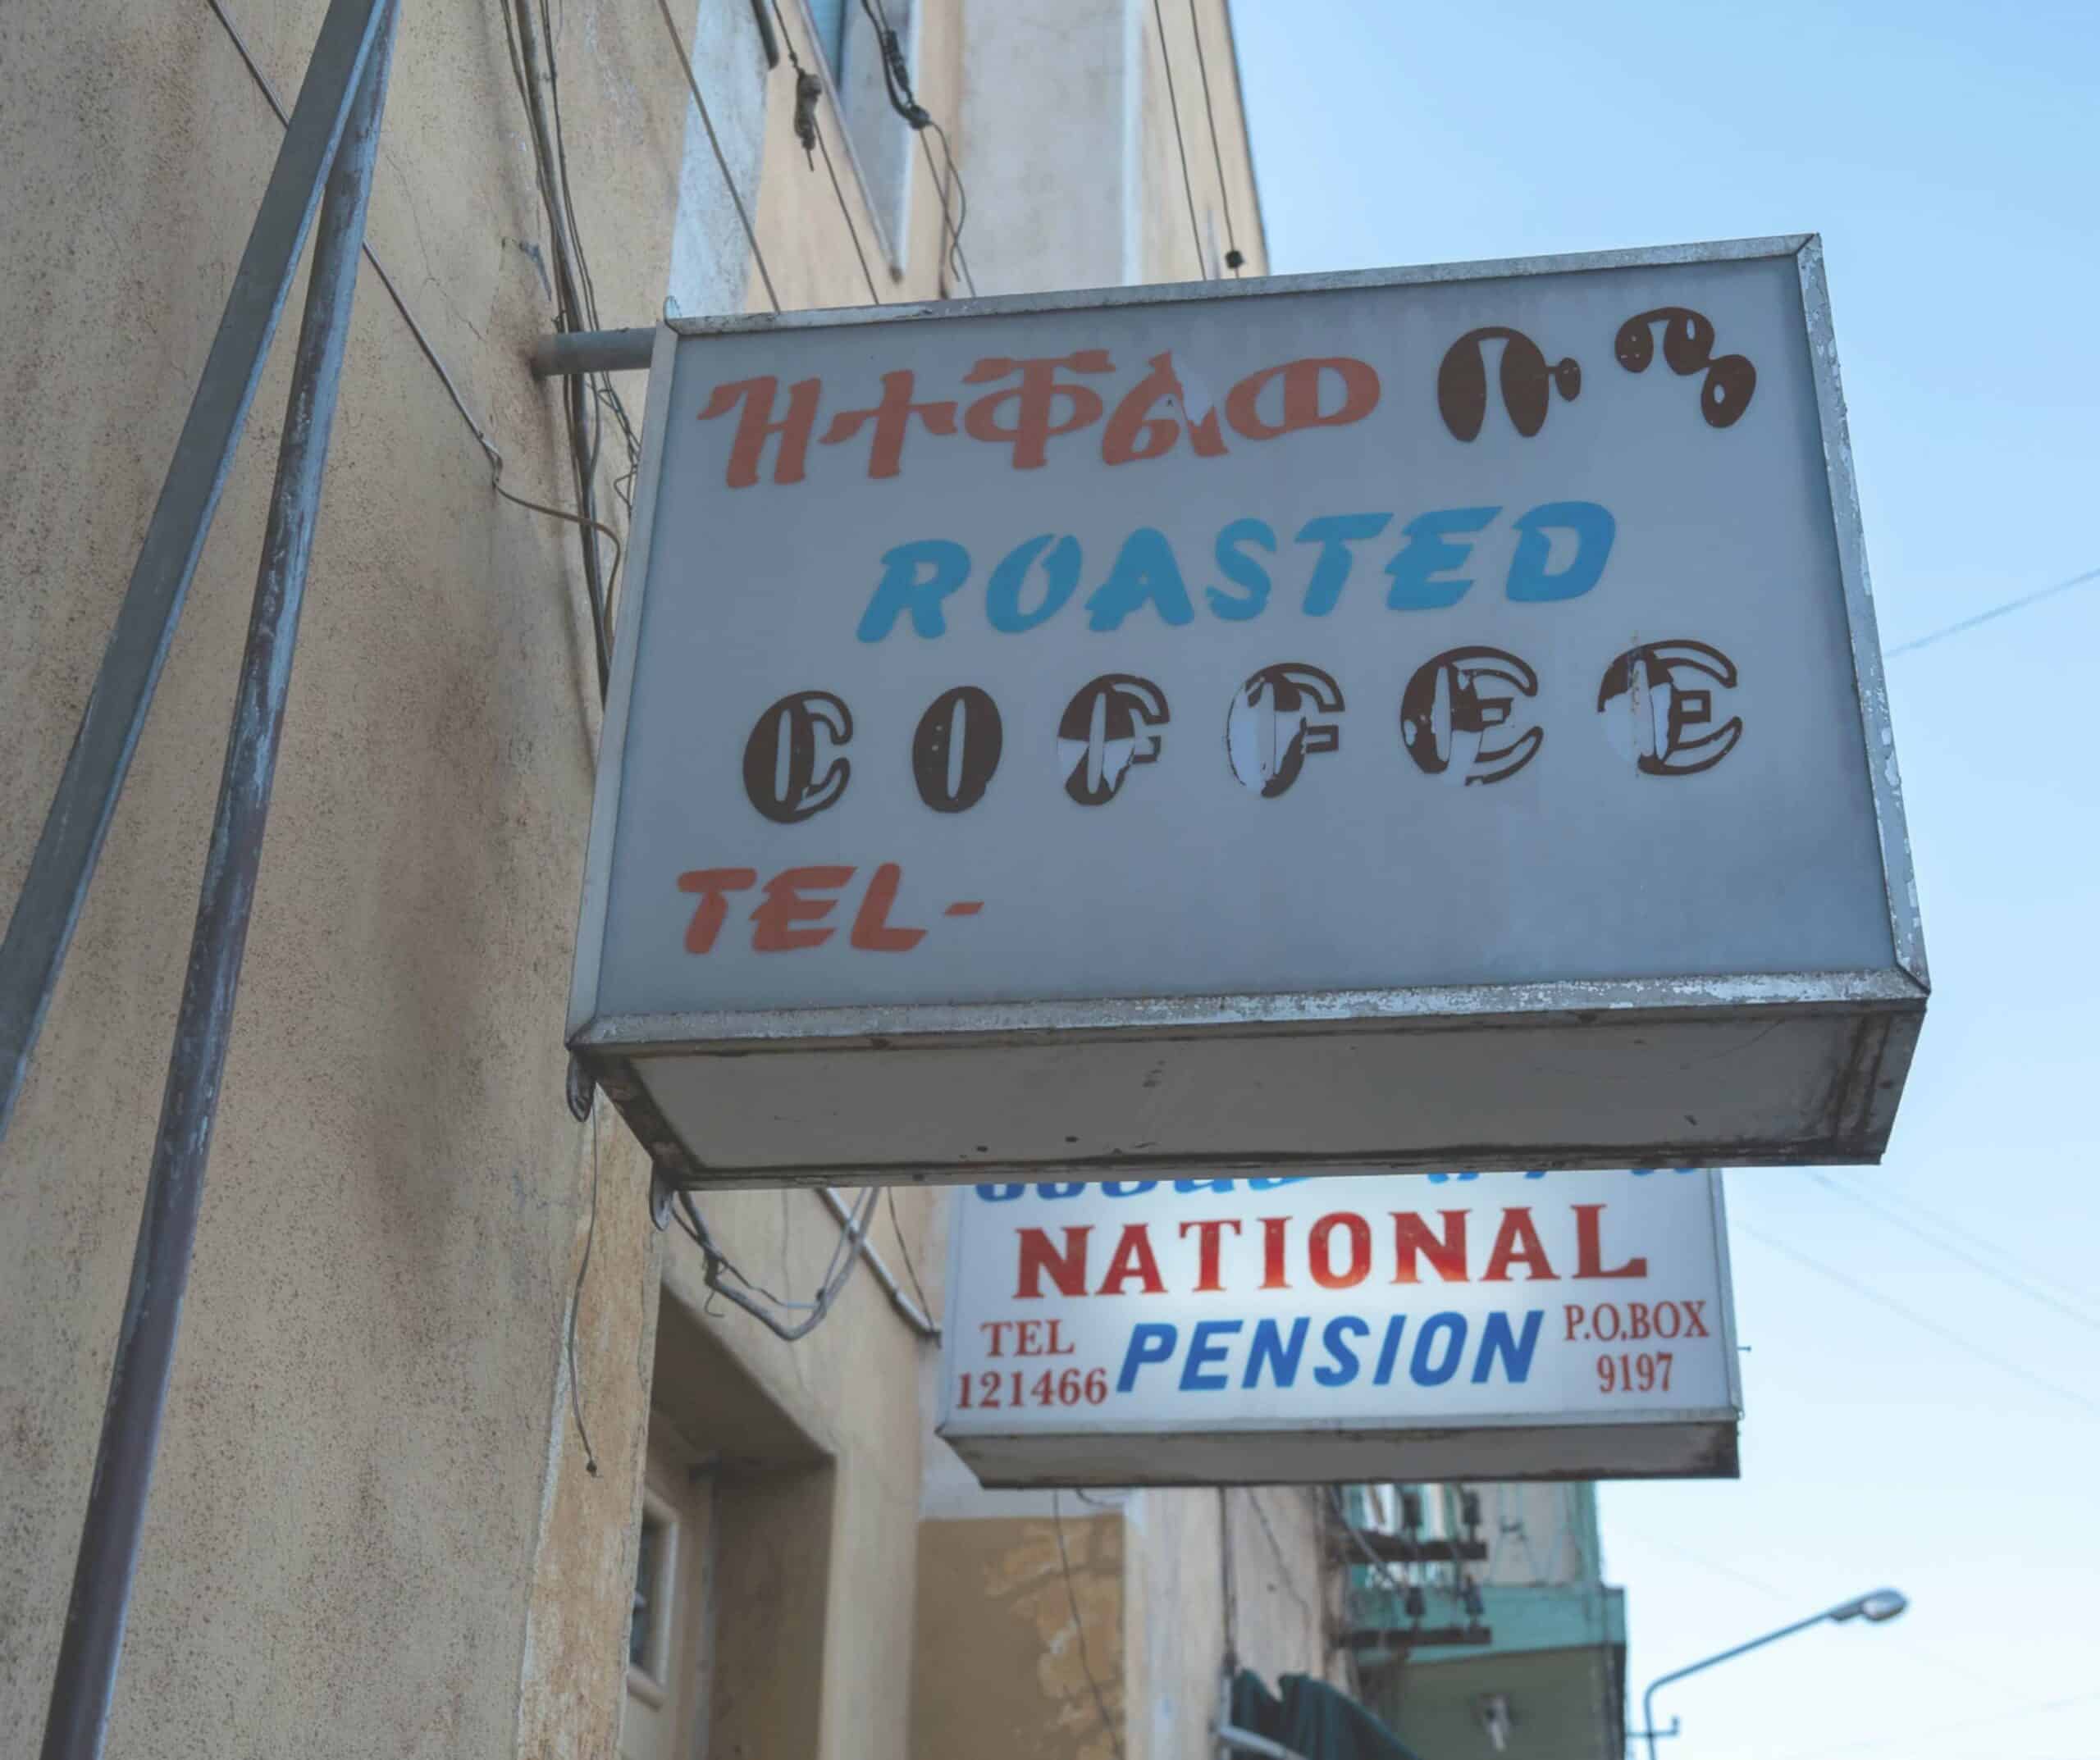 ዝተቖልወ ቡን
ROASTED
COFFEE
TEL-
NATIONAL
PENSION
TEL
121466
P.O.BOX
9197